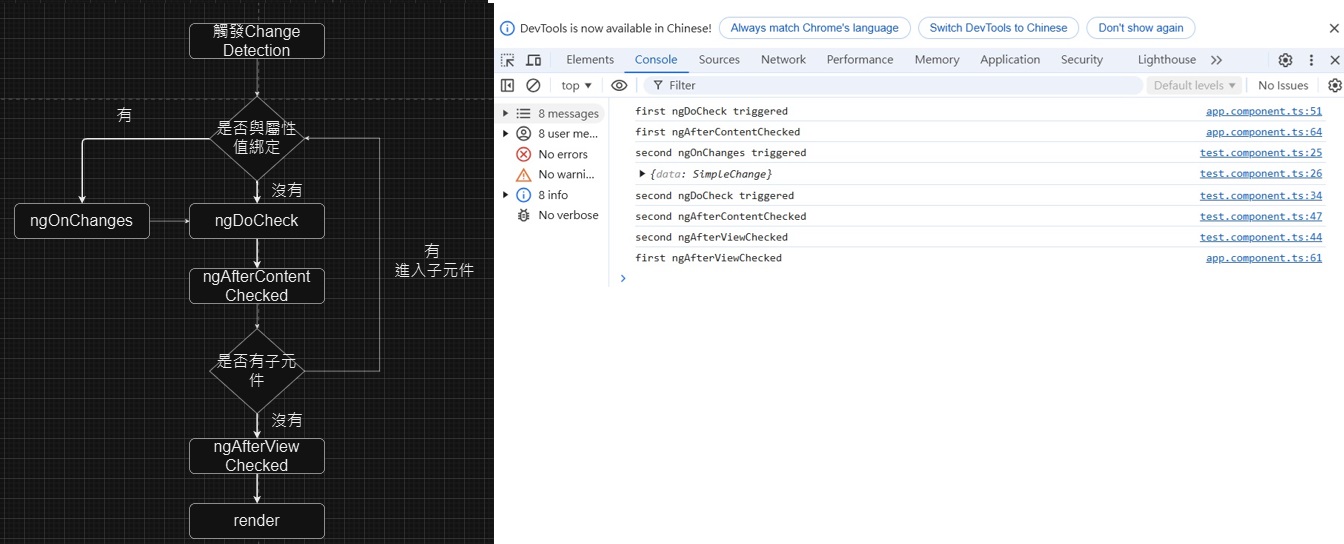 觸發Change
Detection
有
是否與屬性
值綁定
沒有
ngOnChanges
ngDoCheck
有
進入子元件
ngAfterContent
Checked
是否有子元
件
沒有
ngAfterView
Checked
render
DevTools is now available in Chinese!
Always match Chrome's language
Switch DevTools to Chinese
Don't show again
Elements
Console
Sources
Network
Performance
Memory
Application
Security
Lighthouse
top
Filter
Default levels
No Issues
8 messages
8 user me...
No errors
No warni...
8 info
No verbose
first ngDoCheck triggered app.component.ts:51
first ngAfterContentChecked app.component.ts:64
second ngOnChanges triggered test.component.ts:25
{data: SimpleChange} test.component.ts:26
second ngDoCheck triggered test.component.ts:34
second ngAfterContentChecked test.component.ts:47
second ngAfterViewChecked test.component.ts:44
first ngAfterViewChecked app.component.ts:61